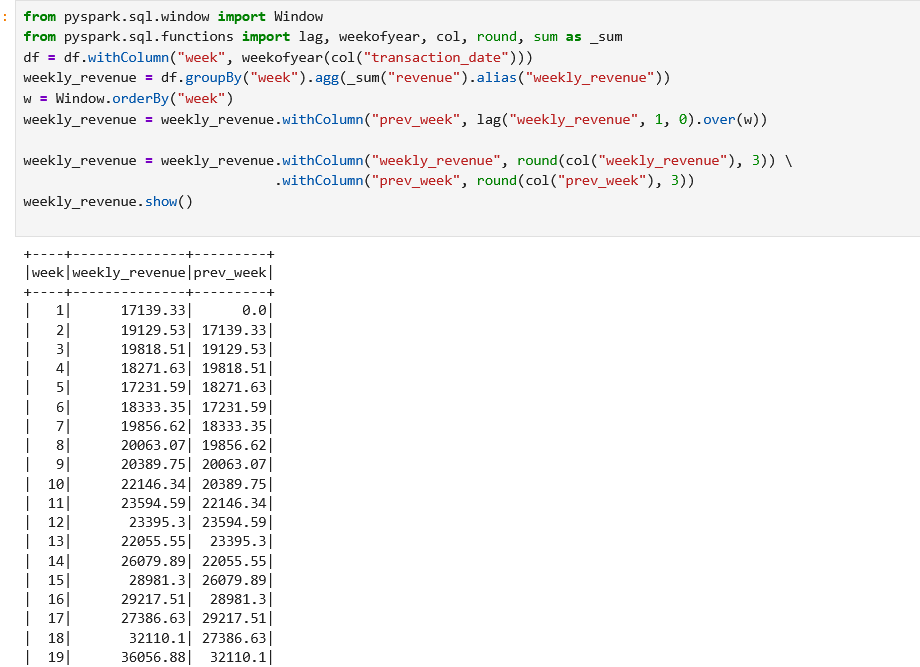 :
from pyspark.sql.window import Window
from pyspark.sql.functions import lag, weekofyear, col, round, sum as _sum
df = df.withColumn("week", weekofyear(col("transaction_date")))
weekly_revenue = df.groupBy("week").agg(_sum("revenue").alias("weekly_revenue"))
w = Window.orderBy("week")
weekly_revenue = weekly_revenue.withColumn("prev_week", lag("weekly_revenue", 1, 0).over(w))

weekly_revenue = weekly_revenue.withColumn("weekly_revenue", round(col("weekly_revenue"), 3)) \
                               .withColumn("prev_week", round(col("prev_week"), 3))
weekly_revenue.show()

+----+--------------+---------+
|week|weekly_revenue|prev_week|
+----+--------------+---------+
|   1|      17139.33|      0.0|
|   2|      19129.53| 17139.33|
|   3|      19818.51| 19129.53|
|   4|      18271.63| 19818.51|
|   5|      17231.59| 18271.63|
|   6|      18333.35| 17231.59|
|   7|      19856.62| 18333.35|
|   8|      20063.07| 19856.62|
|   9|      20389.75| 20063.07|
|  10|      22146.34| 20389.75|
|  11|      23594.59| 22146.34|
|  12|       23395.3| 23594.59|
|  13|      22055.55|  23395.3|
|  14|      26079.89| 22055.55|
|  15|       28981.3| 26079.89|
|  16|      29217.51|  28981.3|
|  17|      27386.63| 29217.51|
|  18|       32110.1| 27386.63|
|  19|      36056.88|  32110.1|